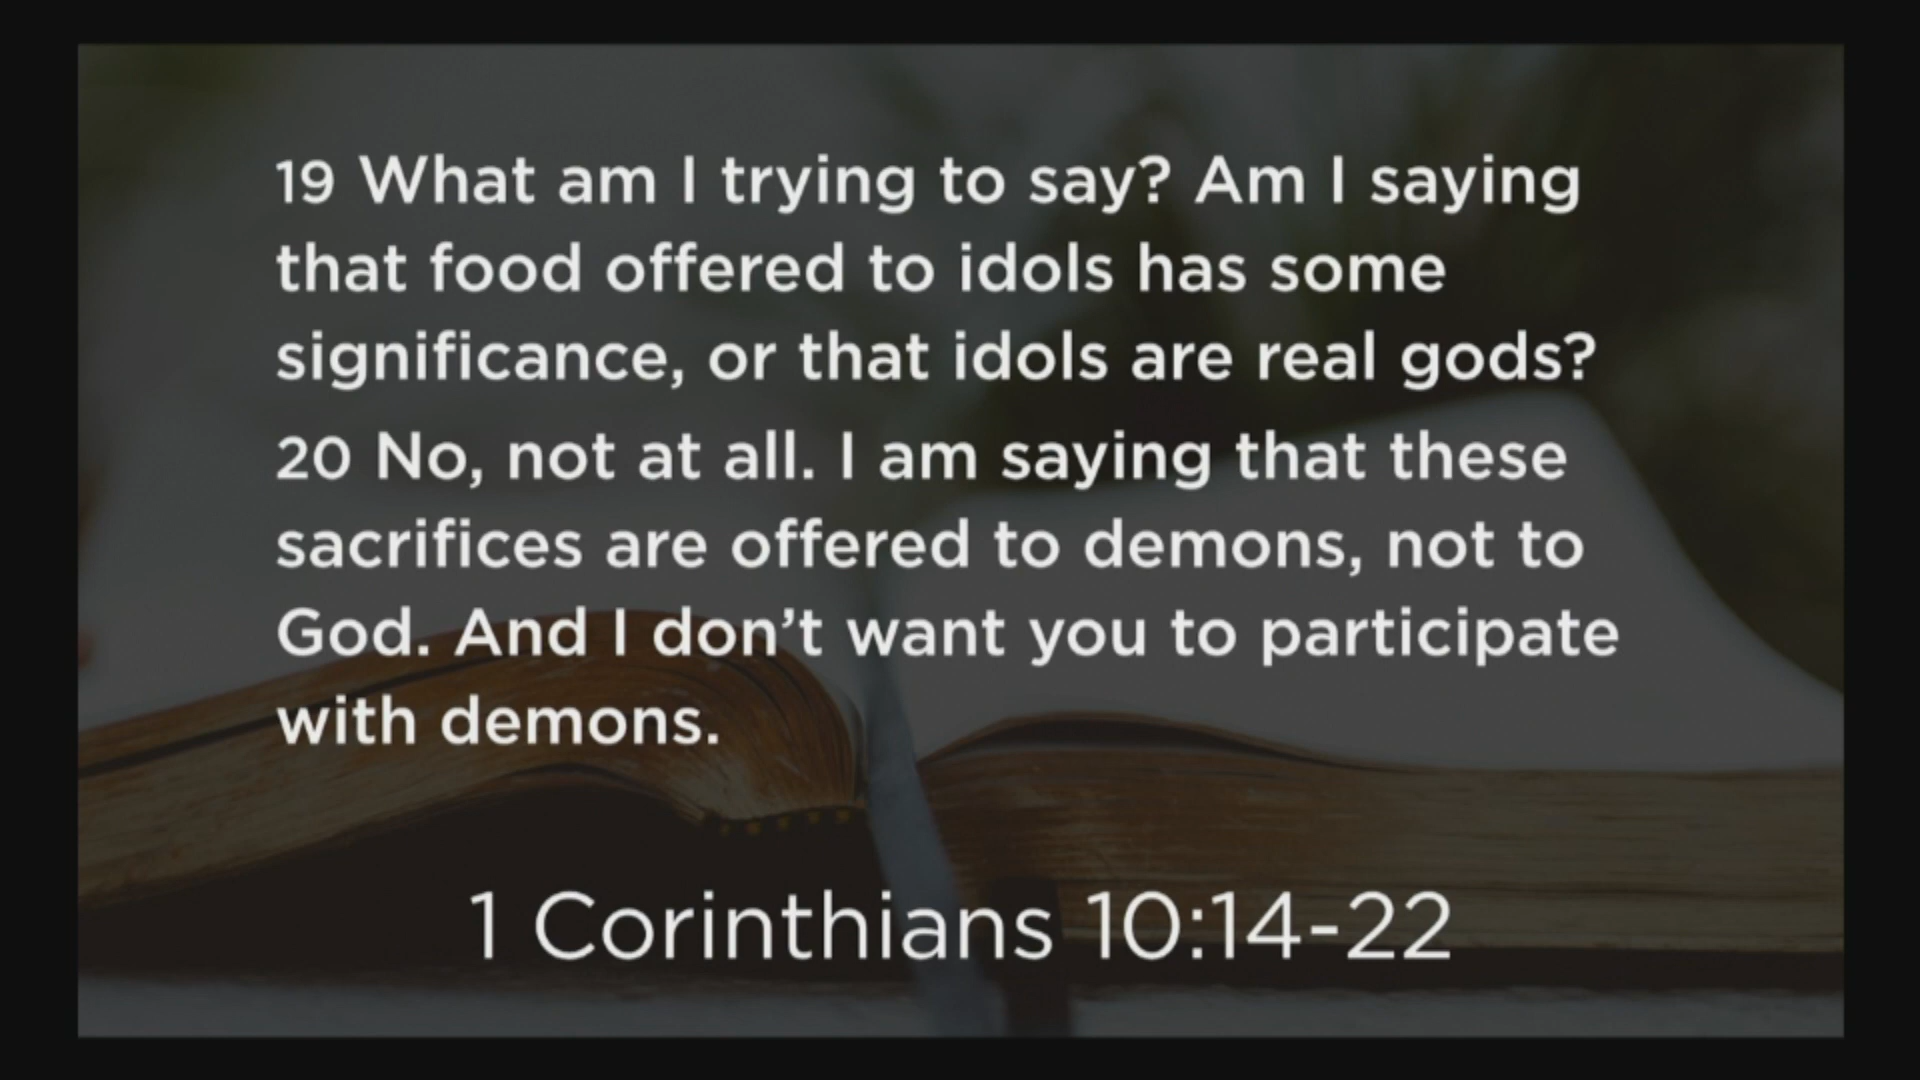 19 What am I trying to say? Am I saying
that food offered to idols has some
significance, or that idols are real gods?
20 No, not at all. I am saying that these
sacrifices are offered to demons, not to
God. And I don’t want you to participate
with demons.
1 Corinthians 10:14-22